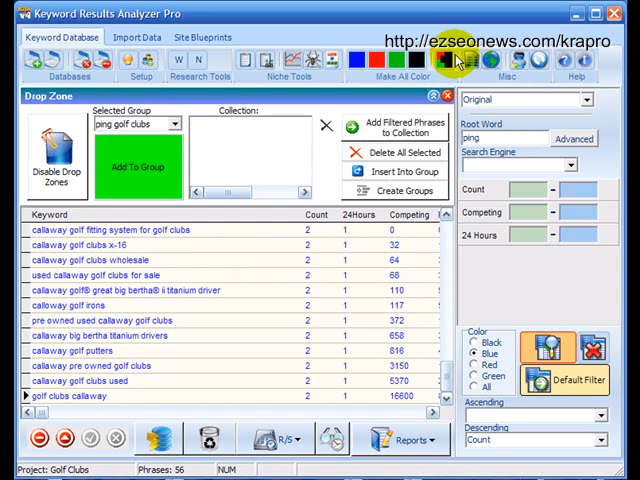 Keyword Results Analyzer Pro
http://ezseonews.com/krapro
Keyword Database
Import Data
Site Blueprints
W
N
Databases
Setup
Niche Tools
Make All Color
Misc
Help
Drop Zone
Selected Group
ping golf clubs
Collection:
Disable Drop
Zones
Add To Group
Add Filtered Phrases
to Collection
Delete All Selected
Insert Into Group
Create Groups
Original
Root Word
ping
Advanced
Search Engine
Count
Competing
24 Hours
Keyword Count 24Hours Competing
callaway golf fitting system for golf clubs 2 1 0
callaway golf clubs x-16 2 1 32
callaway golf clubs wholesale 2 1 64
used callaway golf clubs for sale 2 1 68
callaway golf® great big bertha® ii titanium driver 2 1 110
callaway golf irons 2 1 117
pre owned used callaway golf clubs 2 1 372
callaway big bertha titanium drivers 2 1 658
callaway golf putters 2 1 816
callaway pre owned golf clubs 2 1 3150
callaway golf clubs used 2 1 5370
golf clubs callaway 2 1 16600
Color
Black
Blue
Red
Green
All
Default Filter
Ascending
Descending
Count
R/S
Reports
Project: Golf Clubs
Phrases: 56
NUM